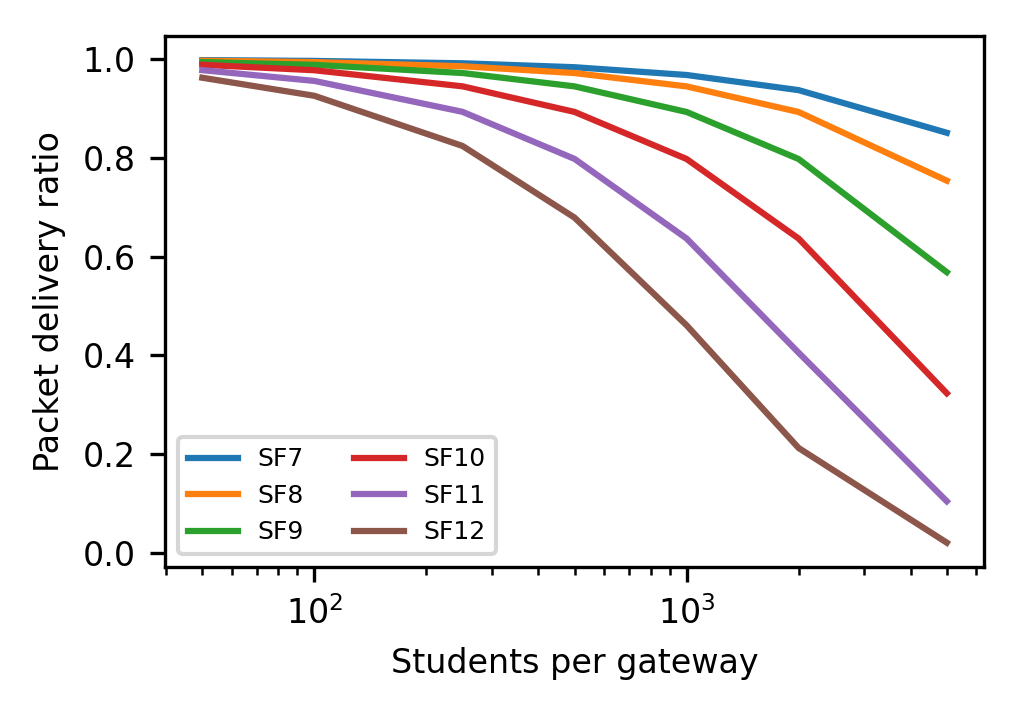 Packet delivery ratio
1.0
0.8
0.6
0.4
0.2
0.0
SF7 SF10
SF8 SF11
SF9 SF12
10² 10³
Students per gateway